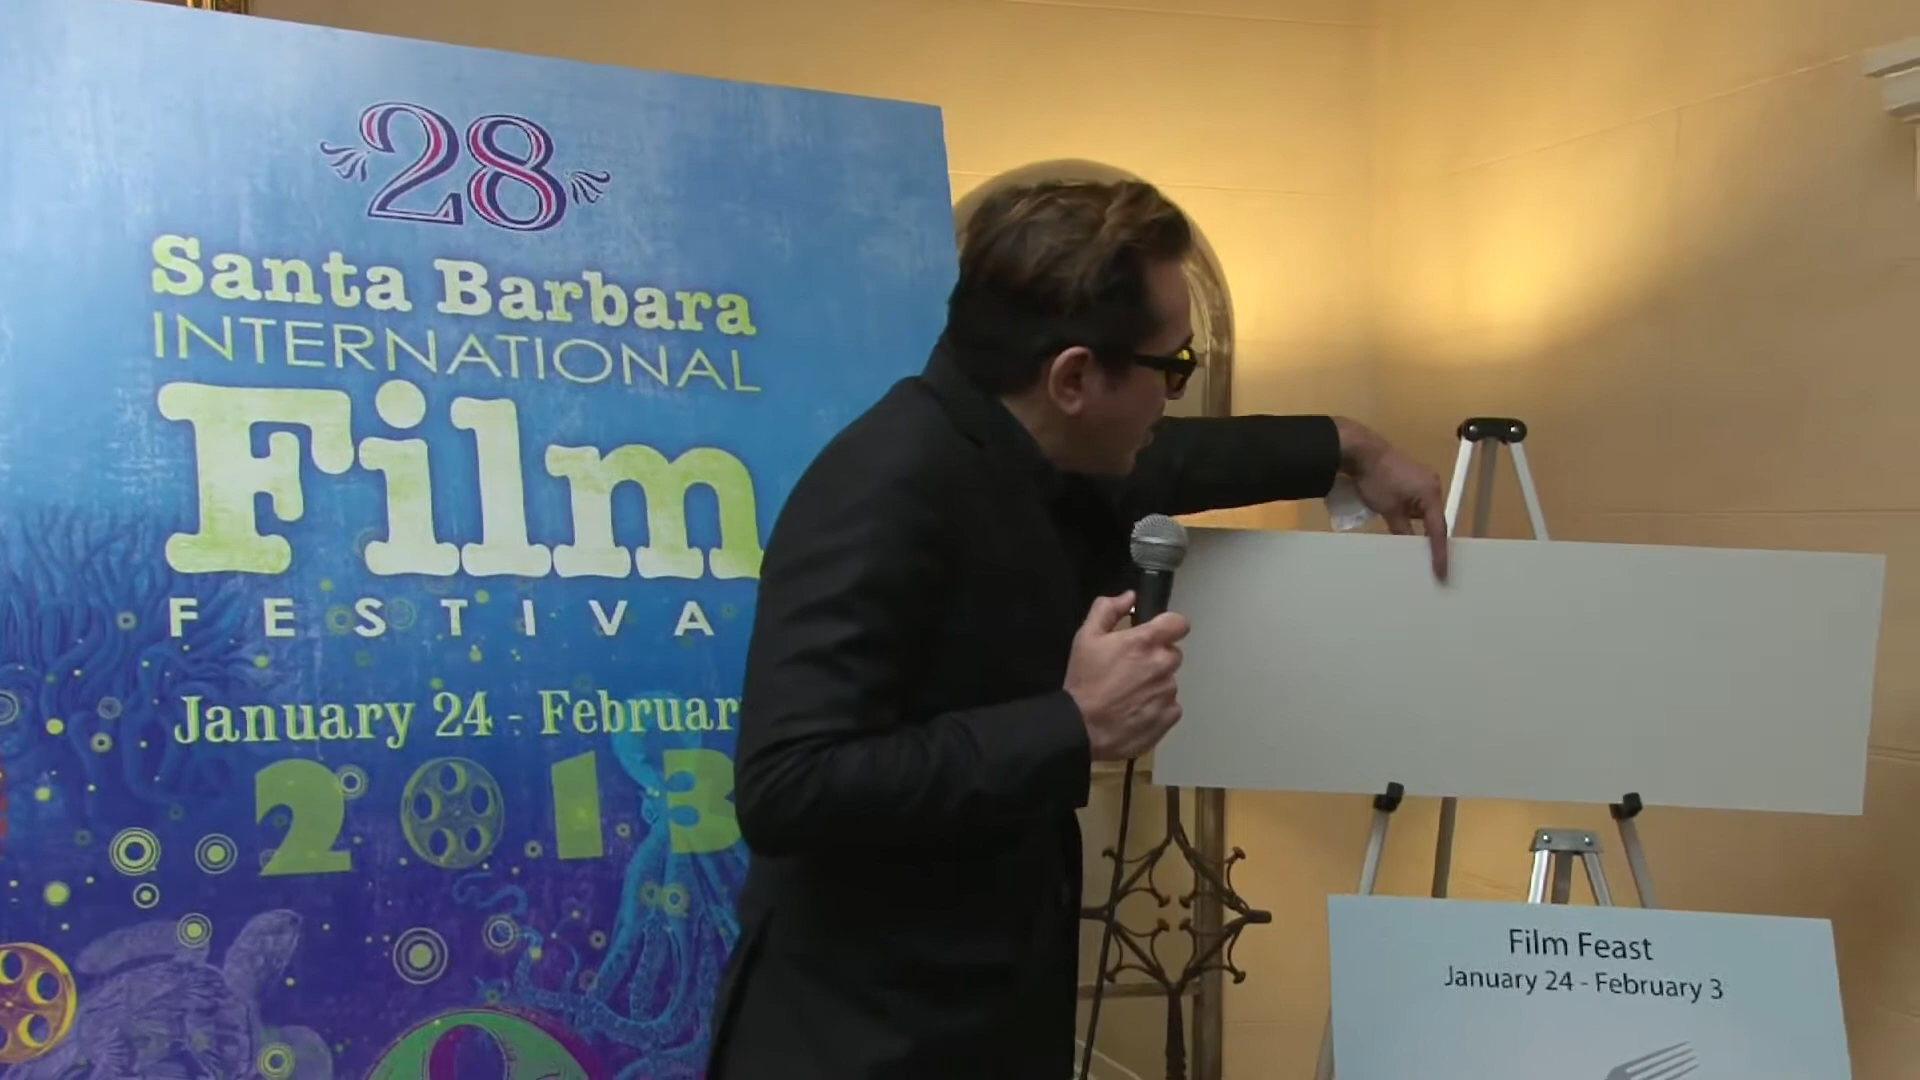 28
Santa Barbara
INTERNATIONAL
Film
FESTIVA
January 24 - Februar
2013
Film Feast
January 24 - February 3